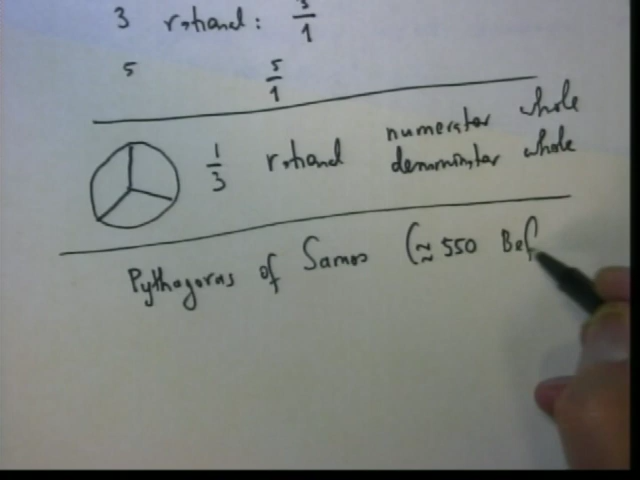 3 rational: 3/1
5 5/1
1/3 rational numerator whole
denominator whole
Pythagoras of Samos (≈ 550 Bef